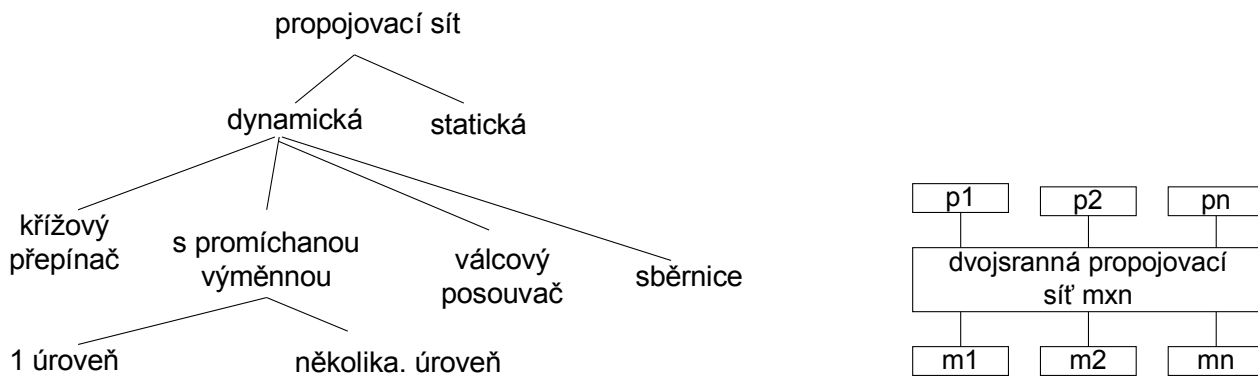 propojovací sít
dynamická
statická
křížový
přepínač
s promíchanou
výměnnou
válcový
posouvač
sběrnice
1 úroveň
několika. úroveň
p1
p2
pn
dvojsranná propojovací
síť mxn
m1
m2
mn